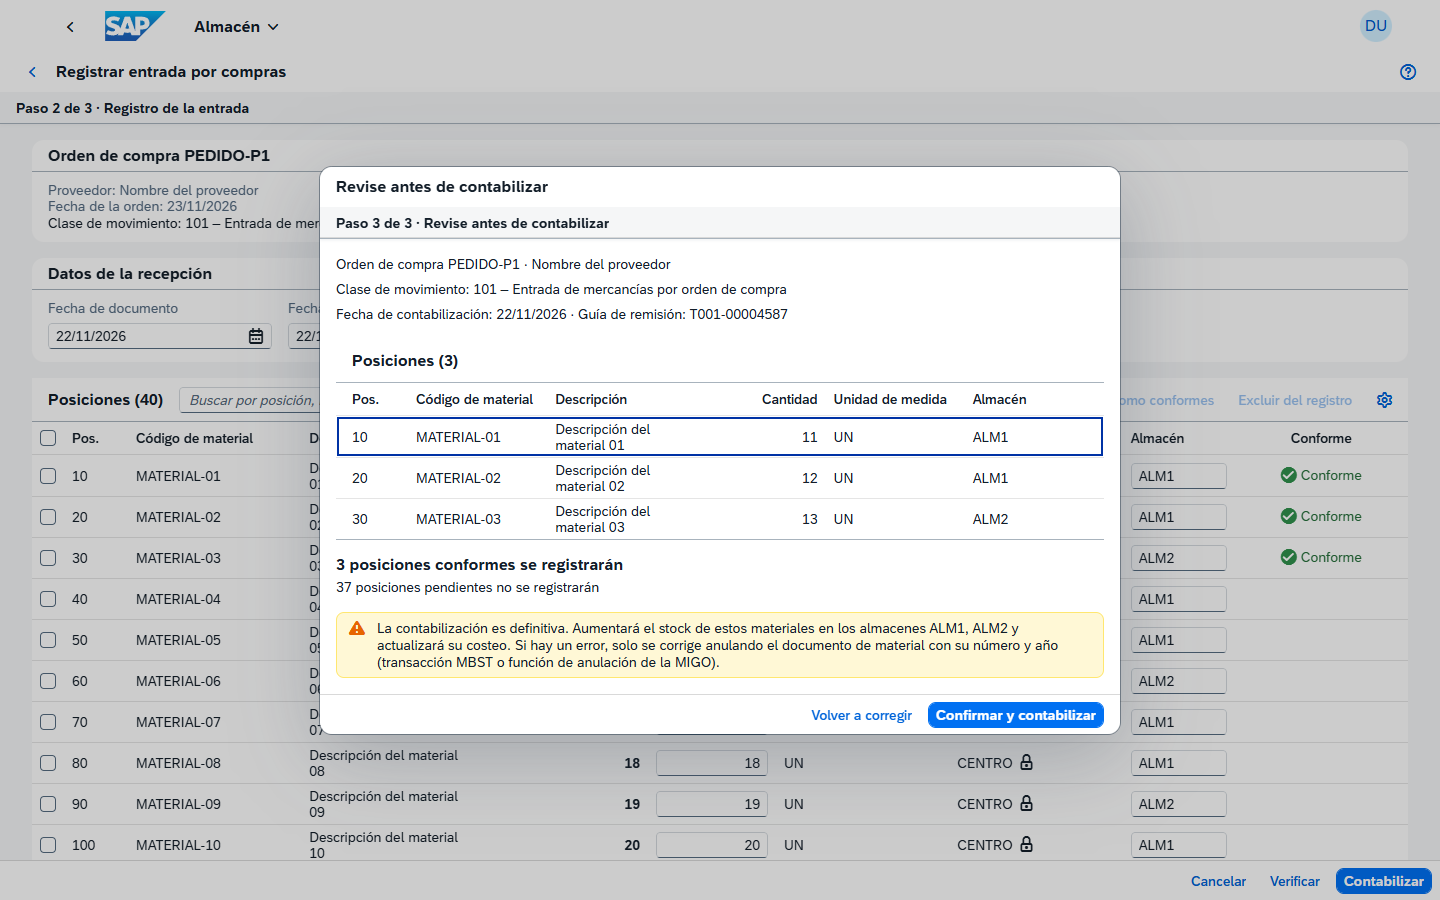 SAP
Almacén
DU
Registrar entrada por compras
Paso 2 de 3 · Registro de la entrada
Orden de compra PEDIDO-P1
Proveedor: Nombre del proveedor
Fecha de la orden: 23/11/2026
Clase de movimiento: 101 – Entrada de mer
Datos de la recepción
Fecha de documento
22/11/2026
Posiciones (40)
Buscar por posición,
omo conformes
Excluir del registro
Pos.
Código de material
Almacén
Conforme
10
MATERIAL-01
ALM1
Conforme
20
MATERIAL-02
ALM1
Conforme
30
MATERIAL-03
ALM2
Conforme
40
MATERIAL-04
ALM1
50
MATERIAL-05
ALM1
60
MATERIAL-06
ALM2
70
MATERIAL-07
ALM1
80
MATERIAL-08
Descripción del material
08
18
18
UN
CENTRO
ALM1
90
MATERIAL-09
Descripción del material
09
19
19
UN
CENTRO
ALM2
100
MATERIAL-10
Descripción del material
10
20
20
UN
CENTRO
ALM1
Cancelar
Verificar
Contabilizar
Revise antes de contabilizar
Paso 3 de 3 · Revise antes de contabilizar
Orden de compra PEDIDO-P1 · Nombre del proveedor
Clase de movimiento: 101 – Entrada de mercancías por orden de compra
Fecha de contabilización: 22/11/2026 · Guía de remisión: T001-00004587
Posiciones (3)
Pos.
Código de material
Descripción
Cantidad
Unidad de medida
Almacén
10
MATERIAL-01
Descripción del
material 01
11
UN
ALM1
20
MATERIAL-02
Descripción del
material 02
12
UN
ALM1
30
MATERIAL-03
Descripción del
material 03
13
UN
ALM2
3 posiciones conformes se registrarán
37 posiciones pendientes no se registrarán
La contabilización es definitiva. Aumentará el stock de estos materiales en los almacenes ALM1, ALM2 y
actualizará su costeo. Si hay un error, solo se corrige anulando el documento de material con su número y año
(transacción MBST o función de anulación de la MIGO).
Volver a corregir
Confirmar y contabilizar